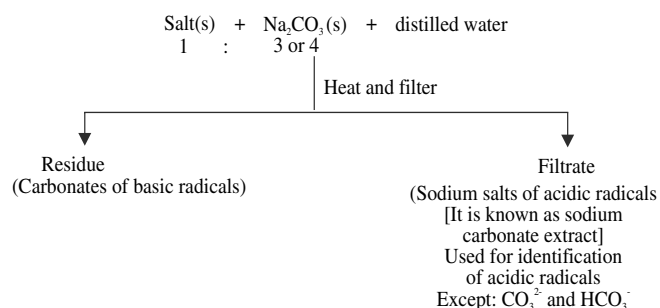 Salt(s) + Na₂CO₃(s) + distilled water
1 : 3 or 4
Heat and filter
Residue
(Carbonates of basic radicals)
Filtrate
(Sodium salts of acidic radicals
[It is known as sodium
carbonate extract]
Used for identification
of acidic radicals
Except: CO₃²⁻ and HCO₃⁻